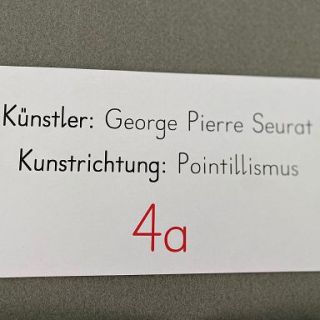 Künstler: George Pierre Seurat
Kunstrichtung: Pointillismus
4a